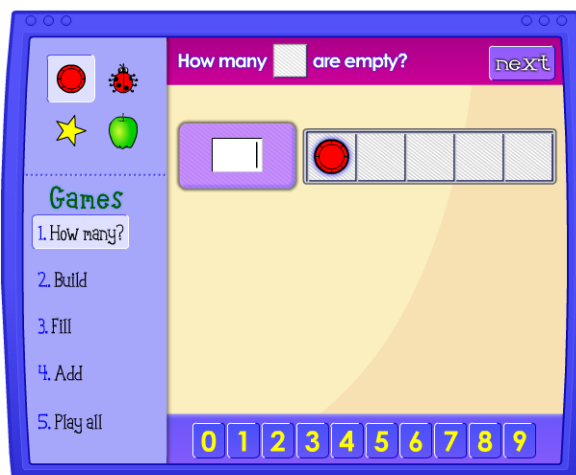 How many are empty?
next
Games
1. How many?
2. Build
3. Fill
4. Add
5. Play all
0 1 2 3 4 5 6 7 8 9